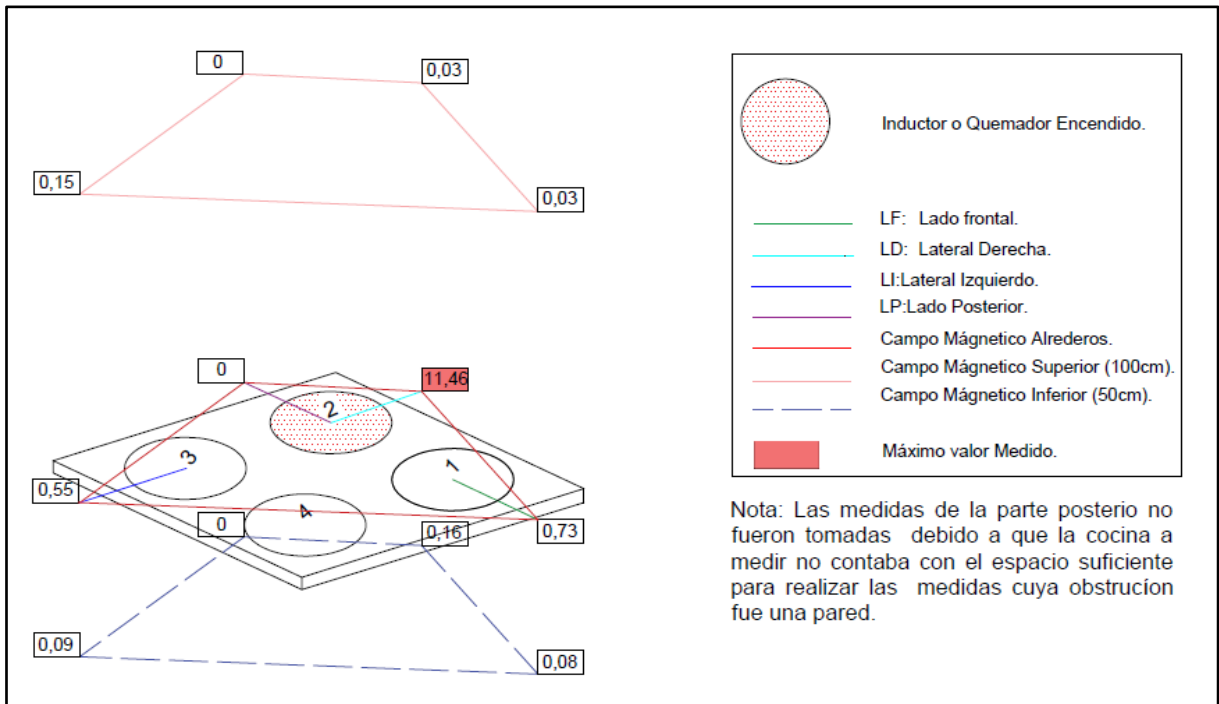 0
0,03
0,15
0,03
0
11,46
2
3
1
0,55
4
0
0,16
0,73
0,09
0,08
Inductor o Quemador Encendido.
LF: Lado frontal.
LD: Lateral Derecha.
LI:Lateral Izquierdo.
LP:Lado Posterior.
Campo Mágnetico Alrederos.
Campo Mágnetico Superior (100cm).
Campo Mágnetico Inferior (50cm).
Máximo valor Medido.
Nota: Las medidas de la parte posterio no
fueron tomadas debido a que la cocina a
medir no contaba con el espacio suficiente
para realizar las medidas cuya obstrucíon
fue una pared.